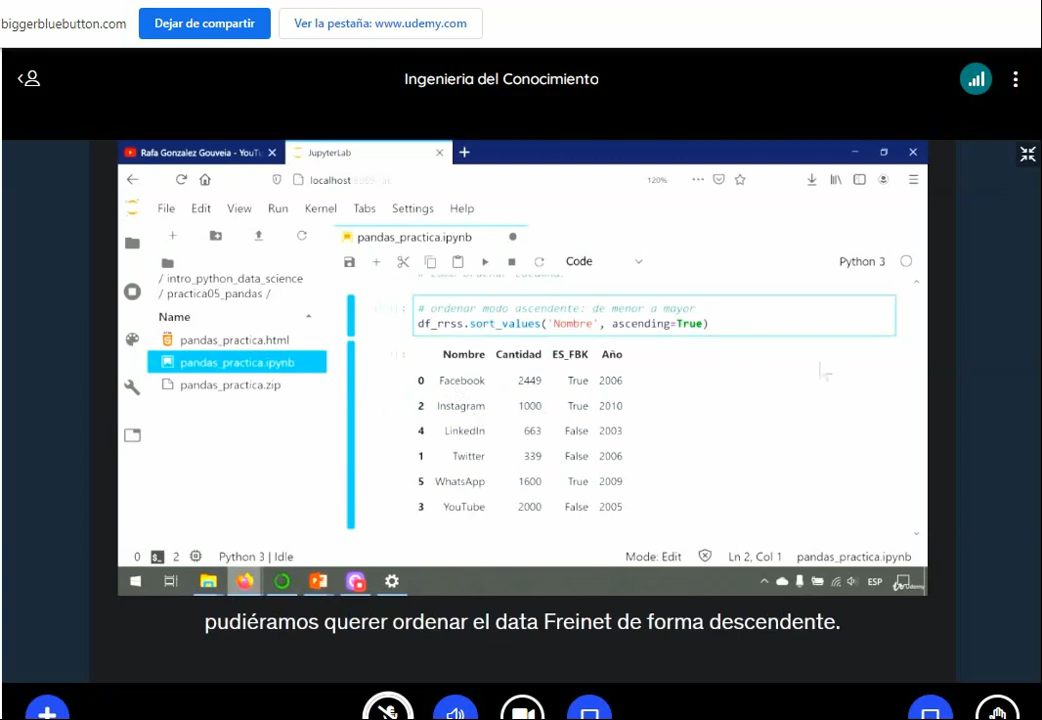 biggerbluebutton.com
Dejar de compartir
Ver la pestaña: www.udemy.com
Ingenieria del Conocimiento
Rafa Gonzalez Gouveia - YouTu
JupyterLab
localhost
120%
File Edit View Run Kernel Tabs Settings Help
pandas_practica.ipynb
Code
Python 3
/ intro_python_data_science
/ practica05_pandas /
Name
pandas_practica.html
pandas_practica.ipynb
pandas_practica.zip
# ordenar modo ascendente: de menor a mayor
df_rrss.sort_values('Nombre', ascending=True)
Nombre Cantidad ES_FBK Año
0 Facebook 2449 True 2006
2 Instagram 1000 True 2010
4 LinkedIn 663 False 2003
1 Twitter 339 False 2006
5 WhatsApp 1600 True 2009
3 YouTube 2000 False 2005
0 2 Python 3 | Idle
Mode: Edit Ln 2, Col 1 pandas_practica.ipynb
ESP
pudiéramos querer ordenar el data Freinet de forma descendente.